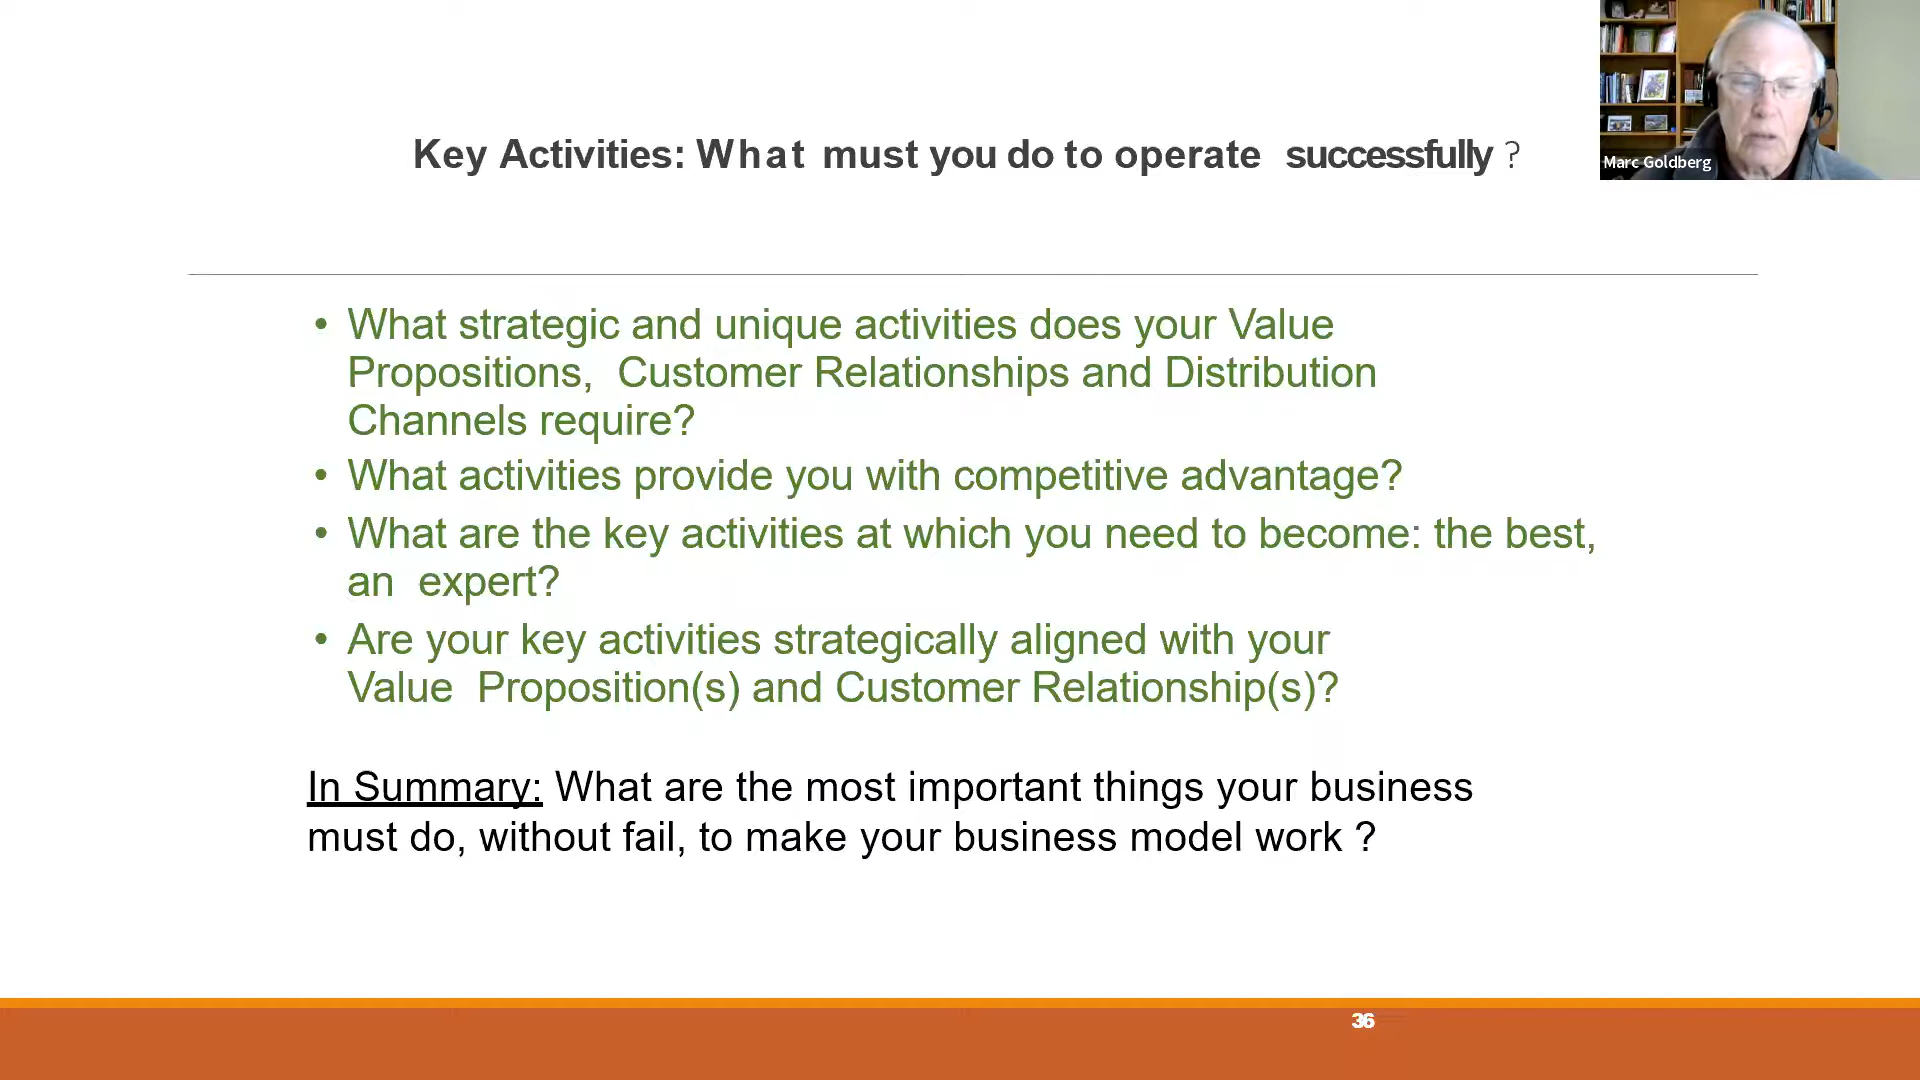 Key Activities: What must you do to operate successfully ?
Marc Goldberg
• What strategic and unique activities does your Value
Propositions, Customer Relationships and Distribution
Channels require?
• What activities provide you with competitive advantage?
• What are the key activities at which you need to become: the best,
an expert?
• Are your key activities strategically aligned with your
Value Proposition(s) and Customer Relationship(s)?
In Summary: What are the most important things your business
must do, without fail, to make your business model work ?
36